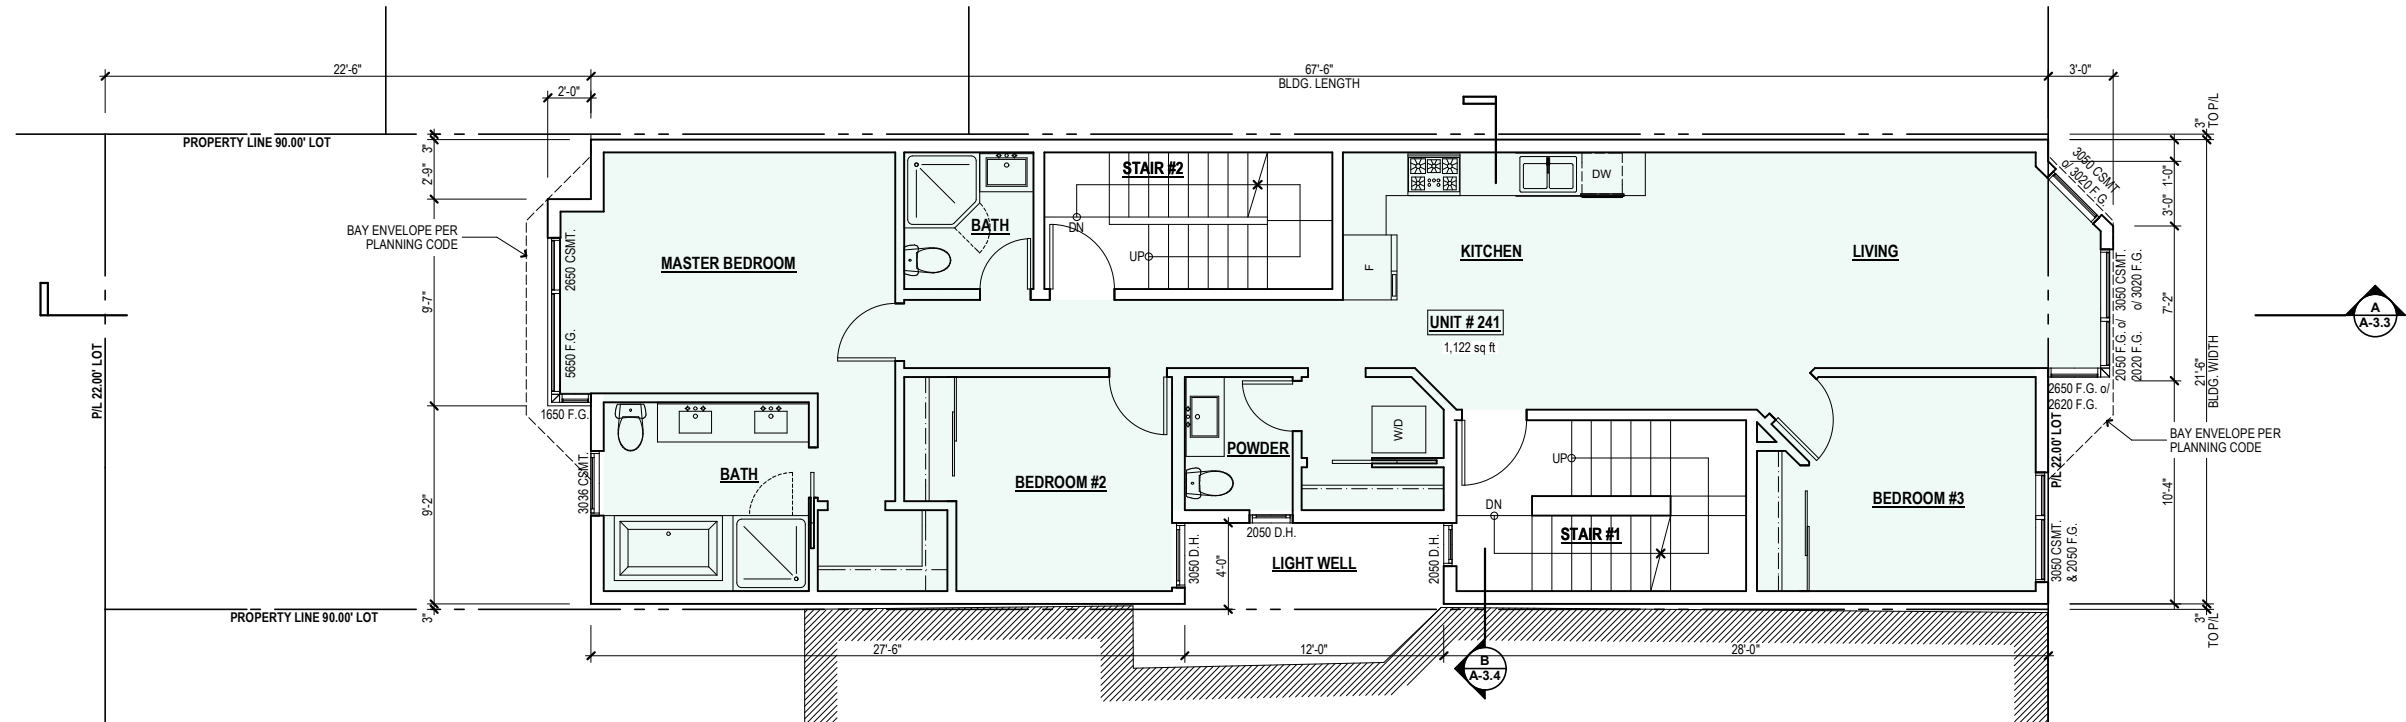 22'-6"
67'-6"
BLDG. LENGTH
3'-0"
2'-0"
PROPERTY LINE 90.00' LOT
3"
TO P/L
3"
2'-9"
9'-7"
9'-2"
3"
P/L 22.00' LOT
BAY ENVELOPE PER
PLANNING CODE
2650 CSMT.
5650 F.G.
1650 F.G.
3036 CSMT.
MASTER BEDROOM
BATH
STAIR #2
DN
UP
DW
F
KITCHEN
LIVING
UNIT # 241
1,122 sq ft
3050 CSMT
o/ 3020 F.G.
1'-0"
3'-0"
7'-2"
10'-4"
21'-6"
BLDG. WIDTH
2050 F.G. o/ 3050 CSMT.
2020 F.G. o/ 3020 F.G.
2650 F.G. o/
2620 F.G.
P/L 22.00' LOT
BAY ENVELOPE PER
PLANNING CODE
A
A-3.3
BATH
BEDROOM #2
POWDER
W/D
UP
DN
STAIR #1
BEDROOM #3
3050 CSMT.
& 2050 F.G.
3050 D.H.
4'-0"
2050 D.H.
LIGHT WELL
2050 D.H.
PROPERTY LINE 90.00' LOT
3"
TO P/L
27'-6"
12'-0"
28'-0"
B
A-3.4